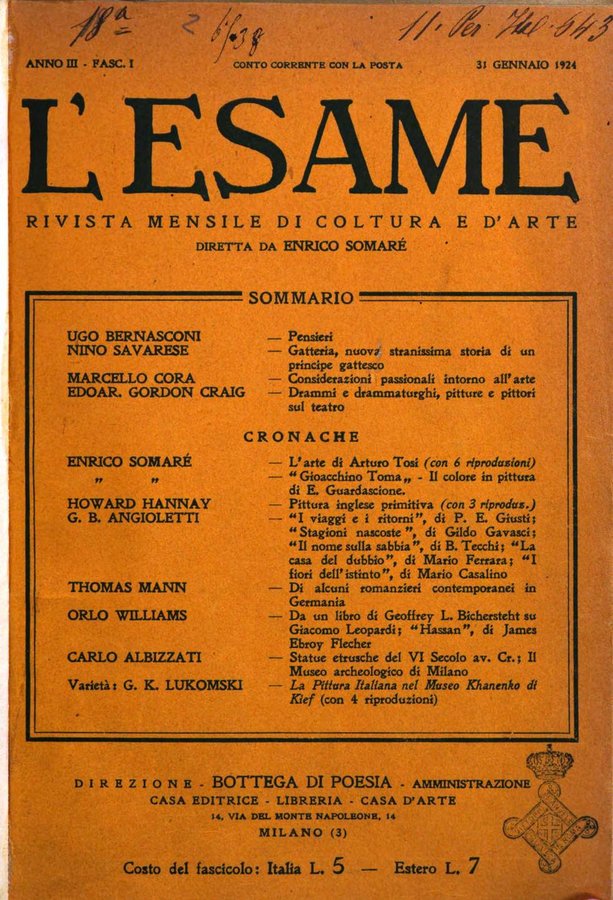 18ª
2
11. Per. Ital. 643
ANNO III - FASC. I CONTO CORRENTE CON LA POSTA 31 GENNAIO 1924
L'ESAME
RIVISTA MENSILE DI COLTURA E D'ARTE
DIRETTA DA ENRICO SOMARÉ
SOMMARIO
UGO BERNASCONI — Pensieri
NINO SAVARESE — Gatteria, nuova stranissima storia di un
principe gattesco
MARCELLO CORA — Considerazioni passionali intorno all'arte
EDOAR. GORDON CRAIG — Drammi e drammaturghi, pitture e pittori
sul teatro
CRONACHE
ENRICO SOMARÉ — L'arte di Arturo Tosi (con 6 riproduzioni)
„ „ — "Gioacchino Toma„ - Il colore in pittura
di E. Guardascione.
HOWARD HANNAY — Pittura inglese primitiva (con 3 riproduz.)
G. B. ANGIOLETTI — "I viaggi e i ritorni", di P. E. Giusti;
"Stagioni nascoste", di Gildo Gavasci;
"Il nome sulla sabbia", di B. Tecchi; "La
casa del dubbio", di Mario Ferrara; "I
fiori dell'istinto", di Mario Casalino
THOMAS MANN — Di alcuni romanzieri contemporanei in
Germania
ORLO WILLIAMS — Da un libro di Geoffrey L. Bichersteht su
Giacomo Leopardi; "Hassan", di James
Ebroy Flecher
CARLO ALBIZZATI — Statue etrusche del VI Secolo av. Cr.; Il
Museo archeologico di Milano
Varietà: G. K. LUKOMSKI — La Pittura Italiana nel Museo Khanenko di
Kief (con 4 riproduzioni)
DIREZIONE - BOTTEGA DI POESIA - AMMINISTRAZIONE
CASA EDITRICE - LIBRERIA - CASA D'ARTE
14, VIA DEL MONTE NAPOLEONE, 14
MILANO (3)
Costo del fascicolo: Italia L. 5 — Estero L. 7